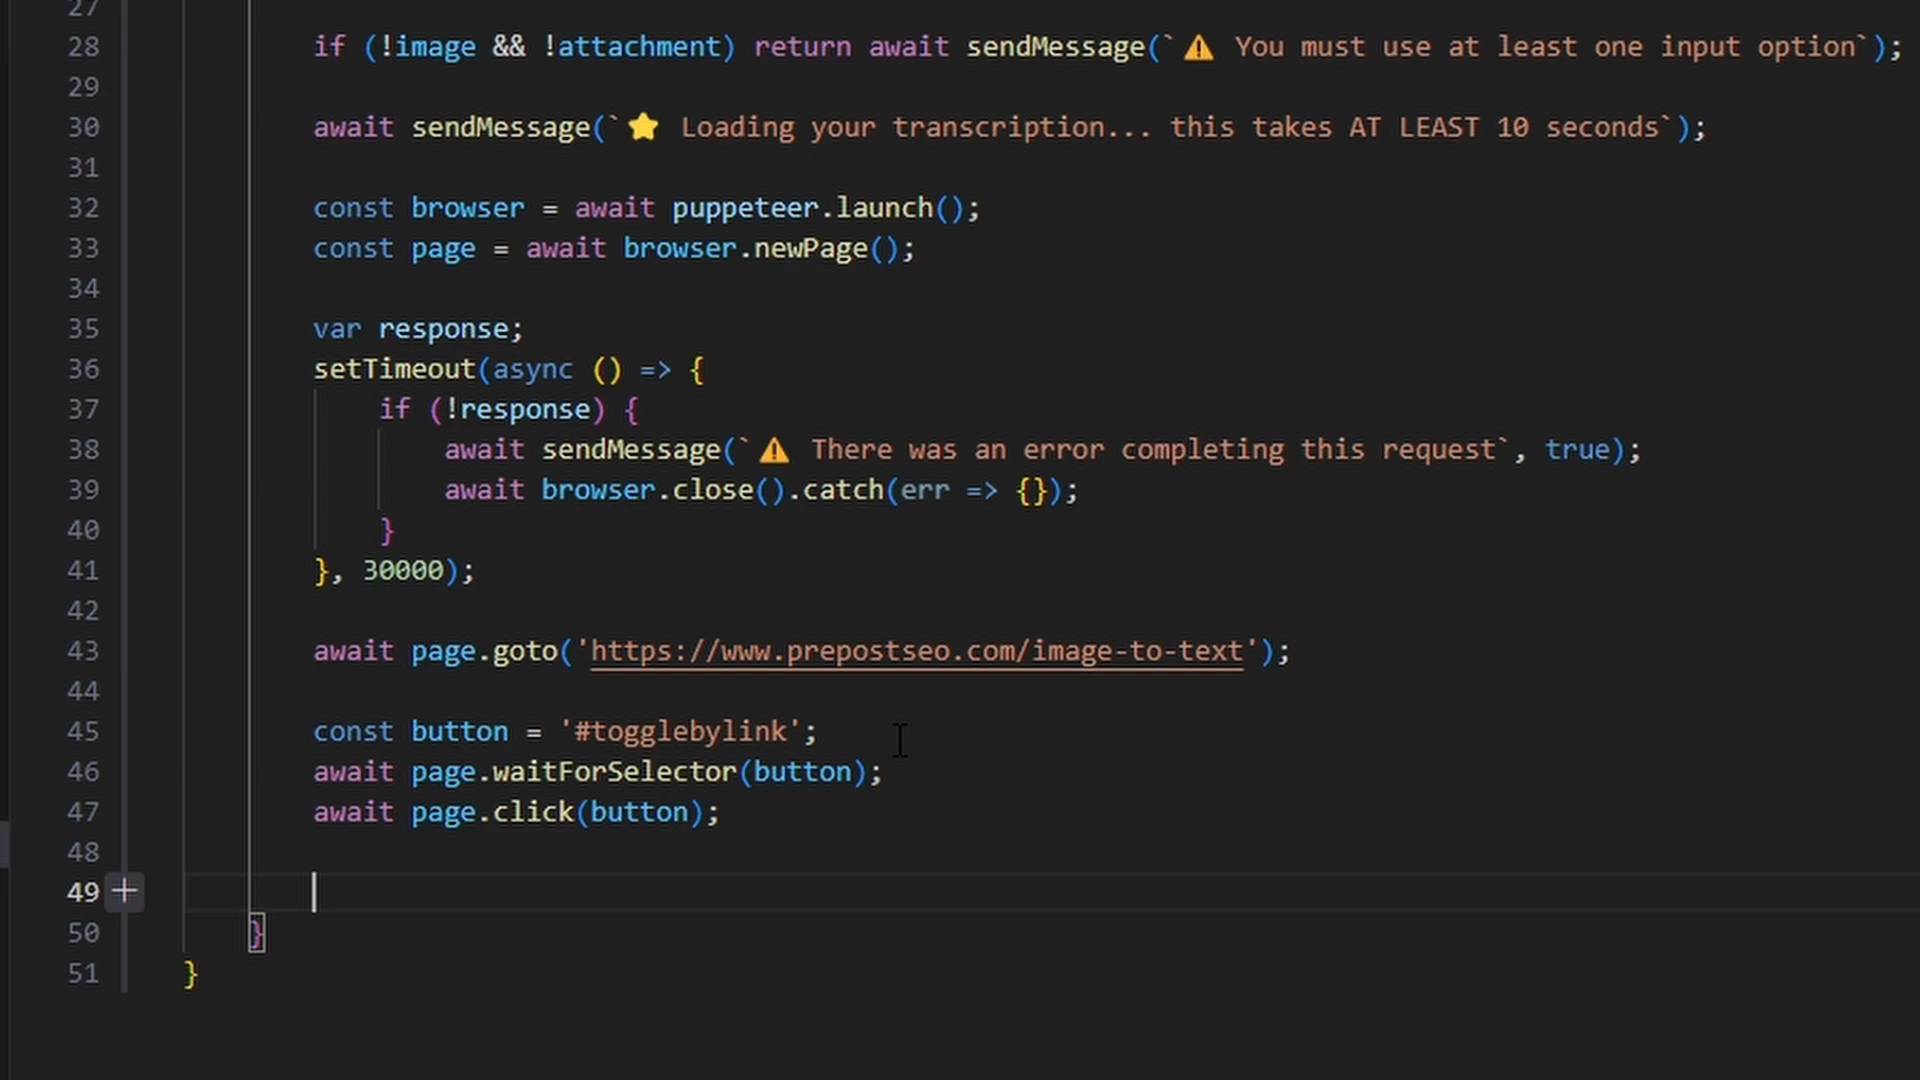 27
28 if (!image && !attachment) return await sendMessage(`⚠️ You must use at least one input option`);
29
30 await sendMessage(`⭐ Loading your transcription... this takes AT LEAST 10 seconds`);
31
32 const browser = await puppeteer.launch();
33 const page = await browser.newPage();
34
35 var response;
36 setTimeout(async () => {
37 if (!response) {
38 await sendMessage(`⚠️ There was an error completing this request`, true);
39 await browser.close().catch(err => {});
40 }
41 }, 30000);
42
43 await page.goto('https://www.prepostseo.com/image-to-text');
44
45 const button = '#togglebylink';
46 await page.waitForSelector(button);
47 await page.click(button);
48
49
50 }
51 }